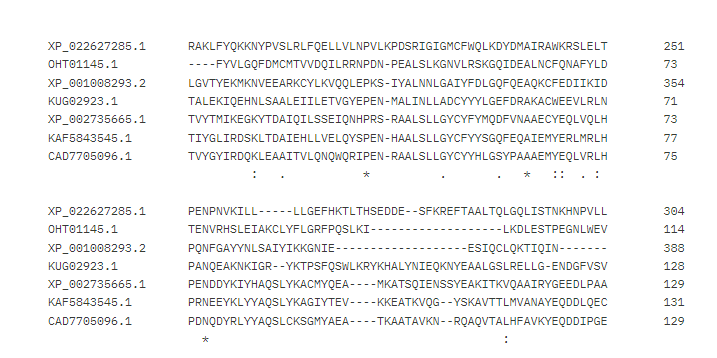 XP_022627285.1 RAKLFYQKKNYPVSLRLFQELLVLNPVLKPDSRIGIGMCFWQLKDYDMAIRAWKRSLELT 251
OHT01145.1 ----FYVLGQFDMCMTVVDQILRRNPDN-PEALSLKGNVLRSKGQIDEALNCFQNAFYLD 73
XP_001008293.2 LGVTYEKMKNVEEARKCYLKVQQLEPKS-IYALNNLGAIYFDLGQFEQAKQCFEDIIKID 354
KUG02923.1 TALEKIQEHNLSAALEIILETVGYEPEN-MALINLLADCYYYLGEFDRAKACWEEVLRLN 71
XP_002735665.1 TVYTMIKEGKYTDAIQILSSEIQNHPRS-RAALSLLGYCYFYMQDFVNAAECYEQLVQLH 73
KAF5843545.1 TIYGLIRDSKLTDAIEHLLVELQYSPEN-HAALSLLGYCFYYSGQFEQAIEMYERLMRLH 77
CAD7705096.1 TVYGYIRDQKLEAAITVLQNQWQRIPEN-RAALSLLGYCYYHLGSYPAAAEMYEQLVRLH 75
: . * . . * :: . :
XP_022627285.1 PENPNVKILL-----LLGEFHKTLTHSEDDE--SFKREFTAALTQLGQLISTNKHNPVLL 304
OHT01145.1 TENVRHSLEIAKCLYFLGRFPQSLKI-------------------LKDLESTPEGNLWEV 114
XP_001008293.2 PQNFGAYYNLSAIYIKKGNIE-------------------ESIQCLQKTIQIN------- 388
KUG02923.1 PANQEAKNKIGR--YKTPSFQSWLKRYKHALYNIEQKNYEAALGSLRELLG-ENDGFVSV 128
XP_002735665.1 PENDDYKIYHAQSLYKACMYQEA----MKATSQIENSSYEAKITKVQAAIRYGEEDLPAA 129
KAF5843545.1 PRNEEYKLYYAQSLYKAGIYTEV----KKEATKVQG--YSKAVTTLMVANAYEQDDLQEC 131
CAD7705096.1 PDNQDYRLYYAQSLCKSGMYAEA----TKAATAVKN--RQAQVTALHFAVKYEQDDIPGE 129
* :